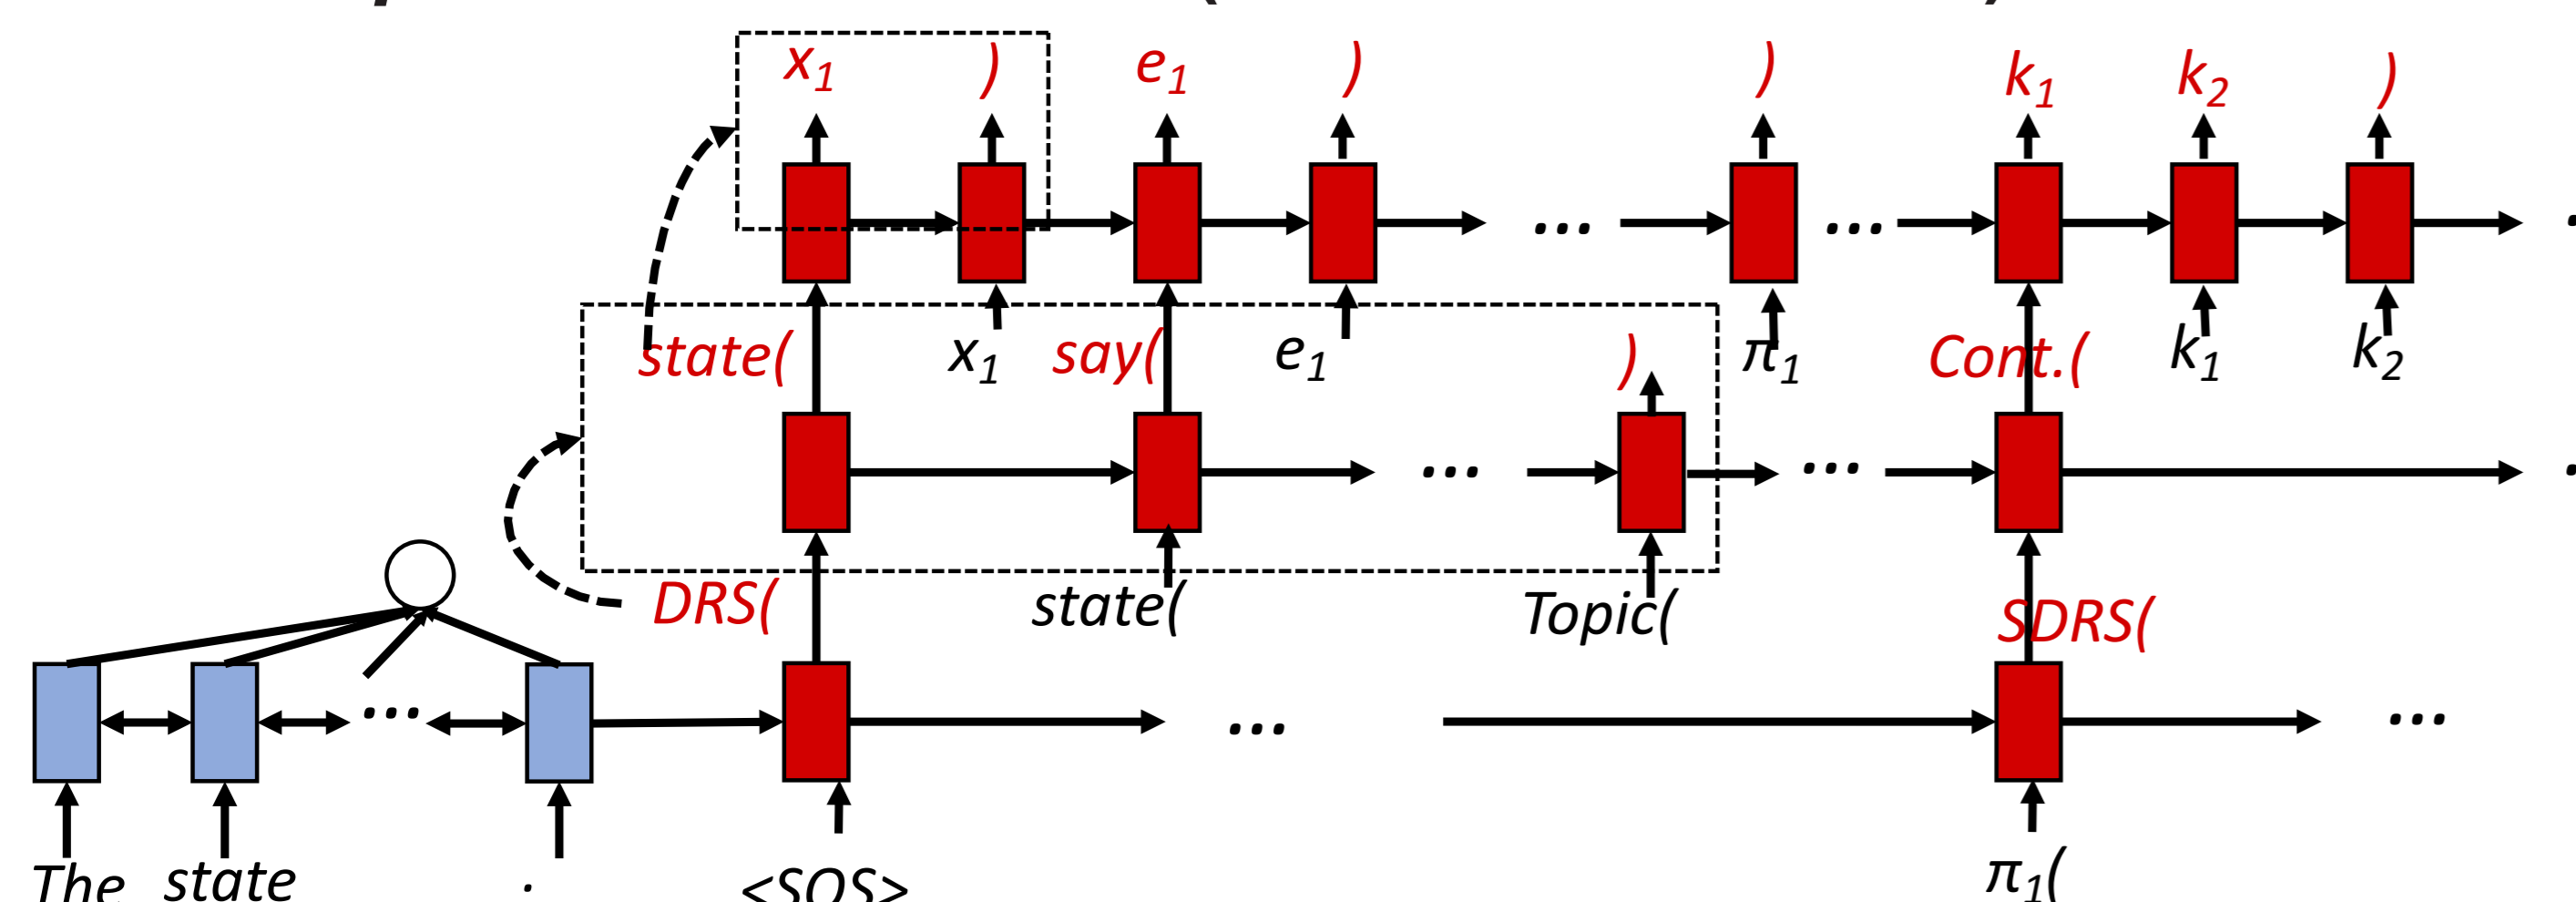 x1 ) e1 ) ) k1 k2 )
... ...
state( x1 say( e1 ) π1 Cont.( k1 k2
... ...
DRS( state( Topic( SDRS(
... ... ...
The state . <SOS> π1(